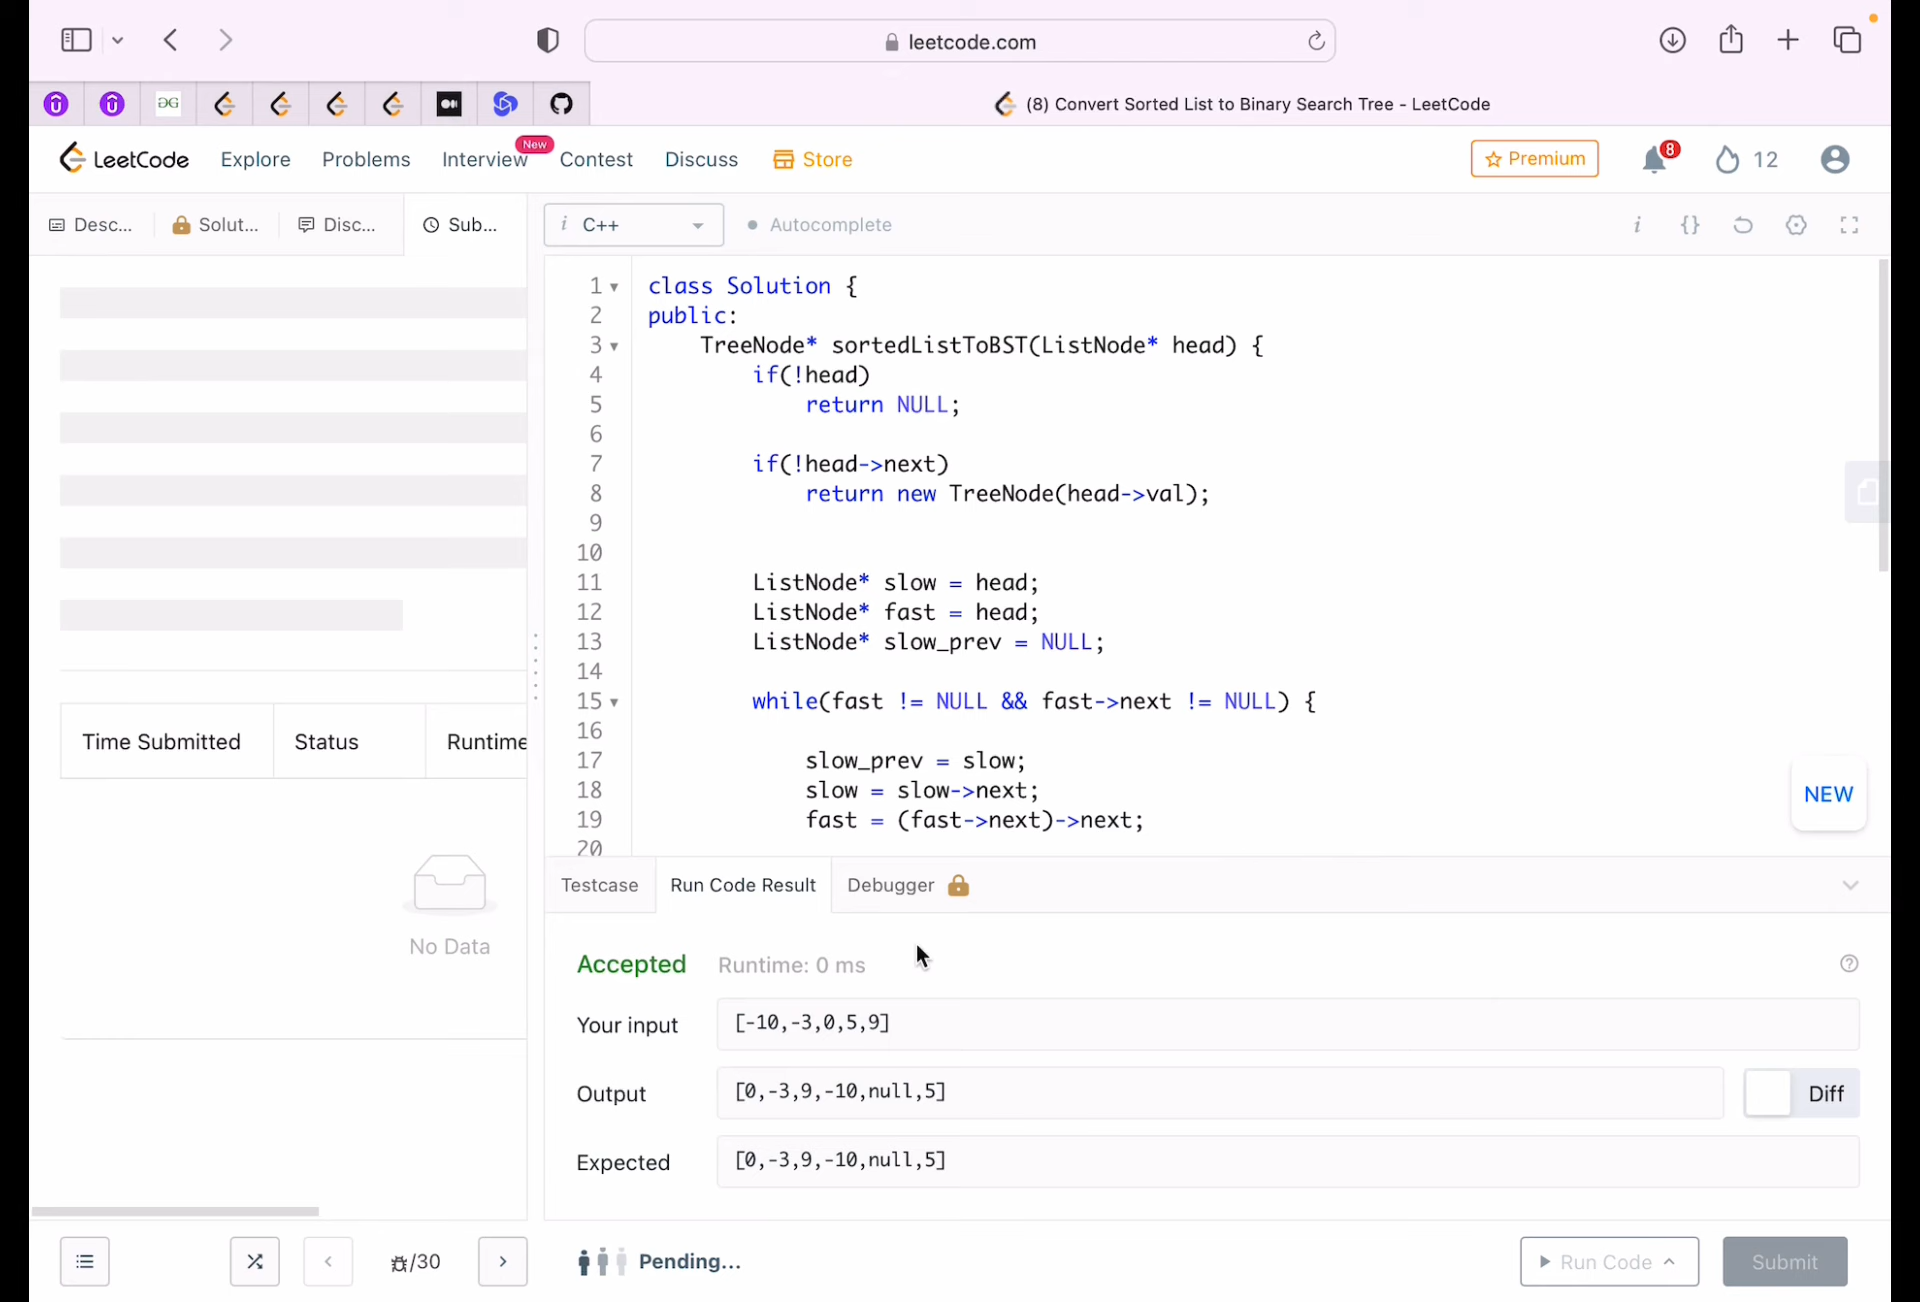 leetcode.com
(8) Convert Sorted List to Binary Search Tree - LeetCode
LeetCode Explore Problems Interview New Contest Discuss Store Premium 8 12
Desc... Solut... Disc... Sub...
i C++ Autocomplete i {}
1 class Solution {
2 public:
3 TreeNode* sortedListToBST(ListNode* head) {
4 if(!head)
5 return NULL;
6
7 if(!head->next)
8 return new TreeNode(head->val);
9
10
11 ListNode* slow = head;
12 ListNode* fast = head;
13 ListNode* slow_prev = NULL;
14
15 while(fast != NULL && fast->next != NULL) {
16
17 slow_prev = slow;
18 slow = slow->next;
19 fast = (fast->next)->next;
20
NEW
Time Submitted Status Runtime
No Data
Testcase Run Code Result Debugger
Accepted Runtime: 0 ms
Your input [-10,-3,0,5,9]
Output [0,-3,9,-10,null,5] Diff
Expected [0,-3,9,-10,null,5]
/30 Pending... Run Code Submit